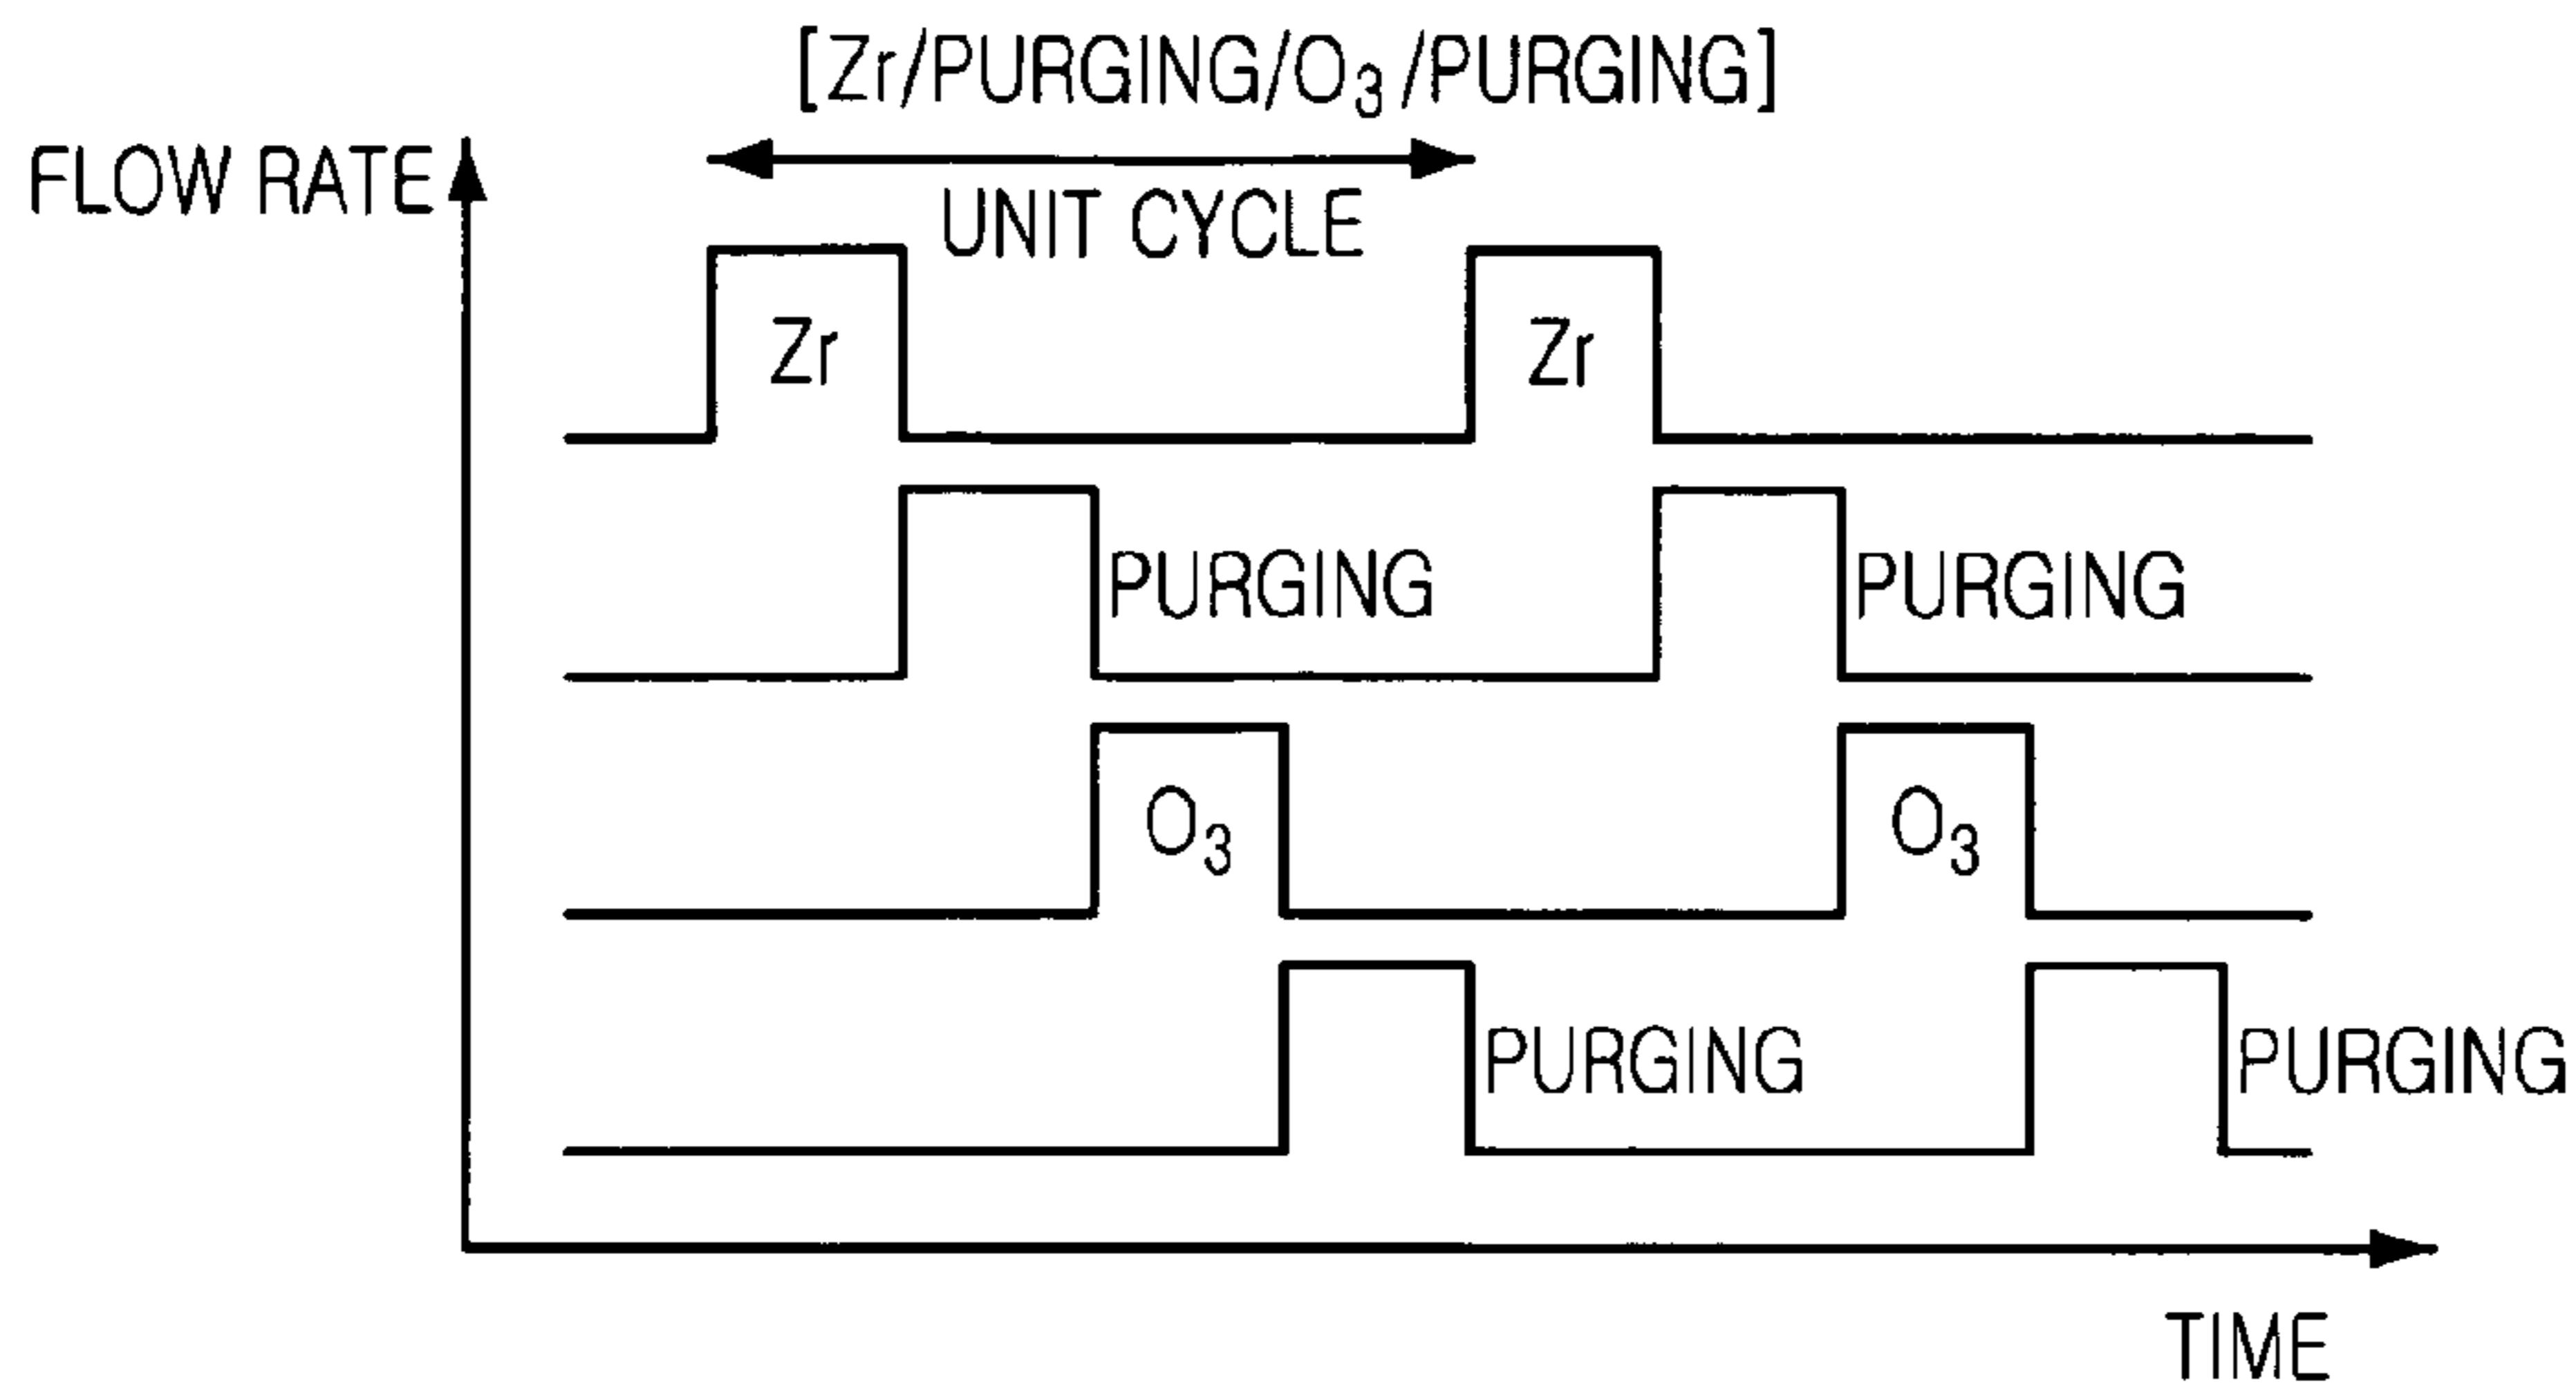 [Zr/PURGING/O₃/PURGING]
FLOW RATE
UNIT CYCLE
Zr
Zr
PURGING
PURGING
O₃
O₃
PURGING
PURGING
TIME